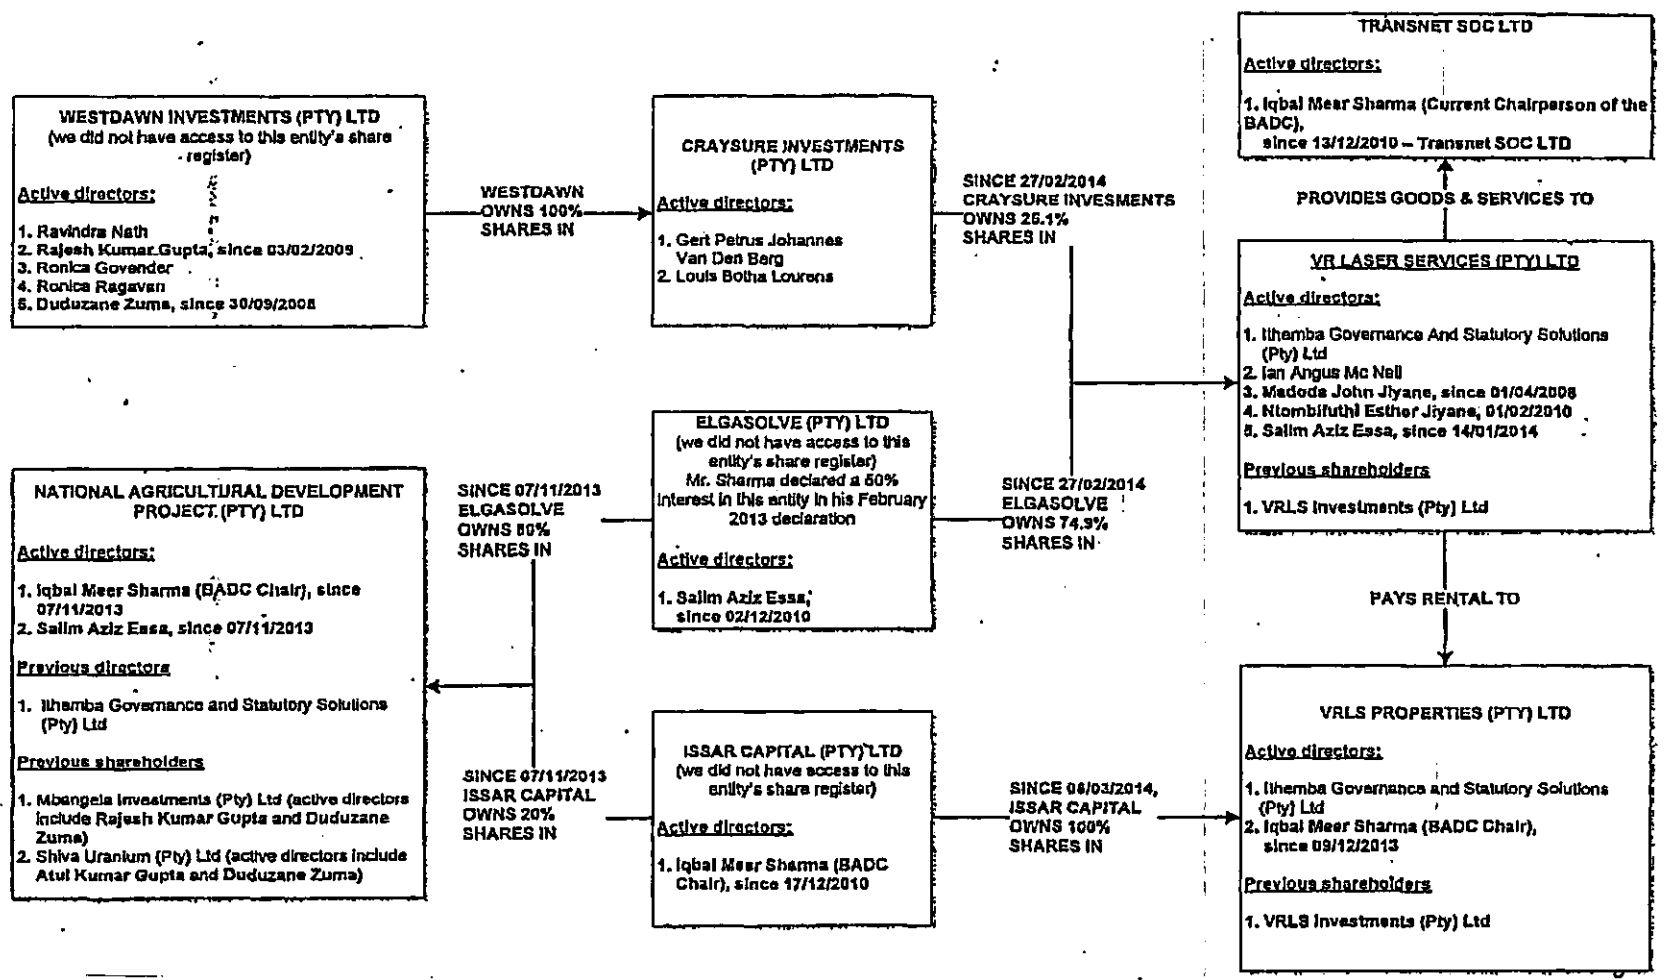 WESTDAWN INVESTMENTS (PTY) LTD
(we did not have access to this entity's share
register)
Active directors:
1. Ravindra Nath
2. Rajesh Kumar Gupta, since 03/02/2009
3. Ronica Govender
4. Ronica Ragavan
5. Duduzane Zuma, since 30/09/2008
WESTDAWN
OWNS 100%
SHARES IN
CRAYSURE INVESTMENTS
(PTY) LTD
Active directors:
1. Gert Petrus Johannes
Van Den Berg
2. Louis Botha Lourens
SINCE 27/02/2014
CRAYSURE INVESMENTS
OWNS 25.1%
SHARES IN
TRANSNET SOC LTD
Active directors:
1. Iqbal Meer Sharma (Current Chairperson of the
BADC),
since 13/12/2010 – Transnet SOC LTD
PROVIDES GOODS & SERVICES TO
VR LASER SERVICES (PTY) LTD
Active directors:
1. Ithemba Governance And Statutory Solutions
(Pty) Ltd
2. Ian Angus Mc Neil
3. Madoda John Jiyane, since 01/04/2008
4. Ntombifuthi Esther Jiyane, 01/02/2010
5. Salim Aziz Essa, since 14/01/2014
Previous shareholders
1. VRLS Investments (Pty) Ltd
NATIONAL AGRICULTURAL DEVELOPMENT
PROJECT (PTY) LTD
Active directors:
1. Iqbal Meer Sharma (BADC Chair), since
07/11/2013
2. Salim Aziz Essa, since 07/11/2013
Previous directors
1. Ithemba Governance and Statutory Solutions
(Pty) Ltd
Previous shareholders
1. Mbangela Investments (Pty) Ltd (active directors
include Rajesh Kumar Gupta and Duduzane
Zuma)
2. Shiva Uranium (Pty) Ltd (active directors include
Atul Kumar Gupta and Duduzane Zuma)
SINCE 07/11/2013
ELGASOLVE
OWNS 80%
SHARES IN
ELGASOLVE (PTY) LTD
(we did not have access to this
entity's share register)
Mr. Sharma declared a 50%
interest in this entity in his February
2013 declaration
Active directors:
1. Salim Aziz Essa,
since 02/12/2010
SINCE 27/02/2014
ELGASOLVE
OWNS 74.9%
SHARES IN
PAYS RENTAL TO
SINCE 07/11/2013
ISSAR CAPITAL
OWNS 20%
SHARES IN
ISSAR CAPITAL (PTY) LTD
(we did not have access to this
entity's share register)
Active directors:
1. Iqbal Meer Sharma (BADC
Chair), since 17/12/2010
SINCE 06/03/2014,
ISSAR CAPITAL
OWNS 100%
SHARES IN
VRLS PROPERTIES (PTY) LTD
Active directors:
1. Ithemba Governance and Statutory Solutions
(Pty) Ltd
2. Iqbal Meer Sharma (BADC Chair),
since 09/12/2013
Previous shareholders
1. VRLS Investments (Pty) Ltd